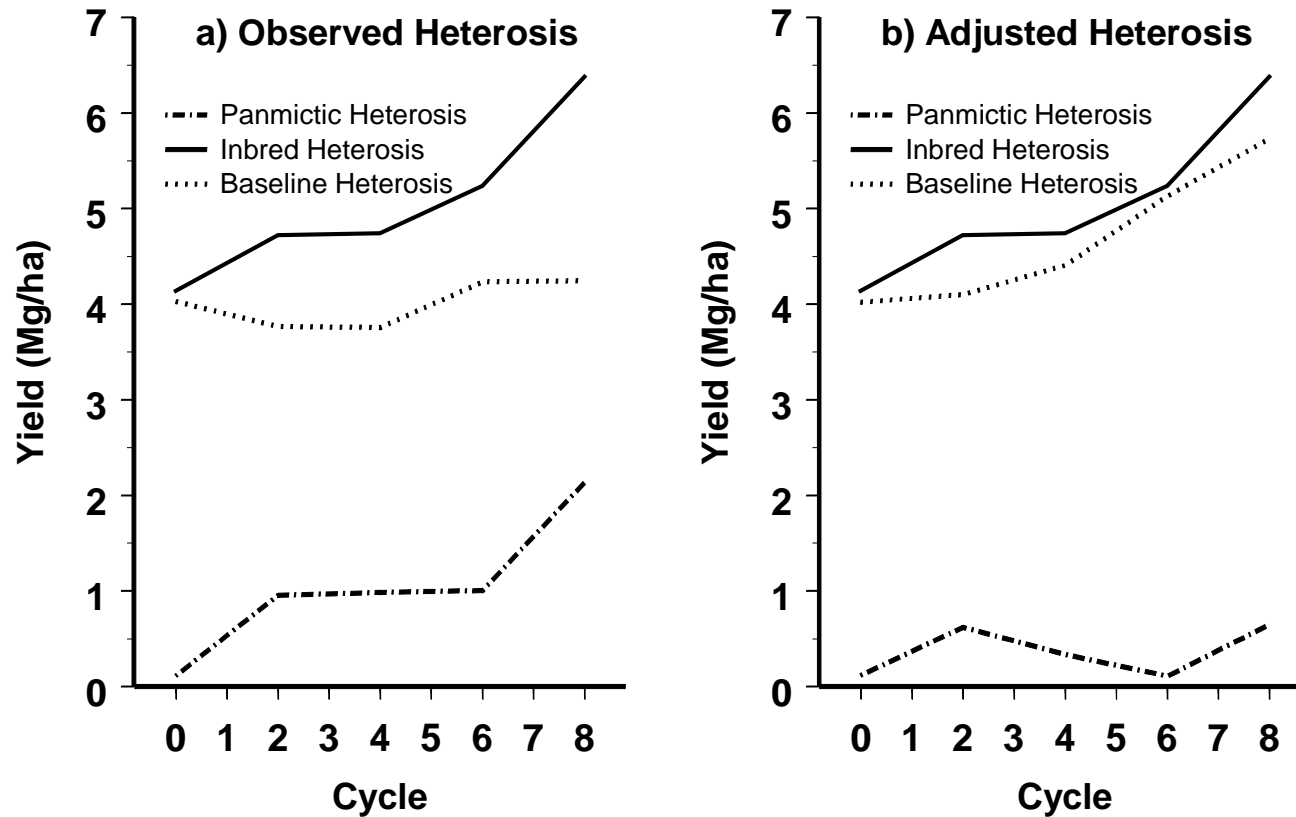 a) Observed Heterosis
Panmictic Heterosis
Inbred Heterosis
Baseline Heterosis
Yield (Mg/ha)
7
6
5
4
3
2
1
0
0 1 2 3 4 5 6 7 8
Cycle
b) Adjusted Heterosis
Panmictic Heterosis
Inbred Heterosis
Baseline Heterosis
Yield (Mg/ha)
7
6
5
4
3
2
1
0
0 1 2 3 4 5 6 7 8
Cycle